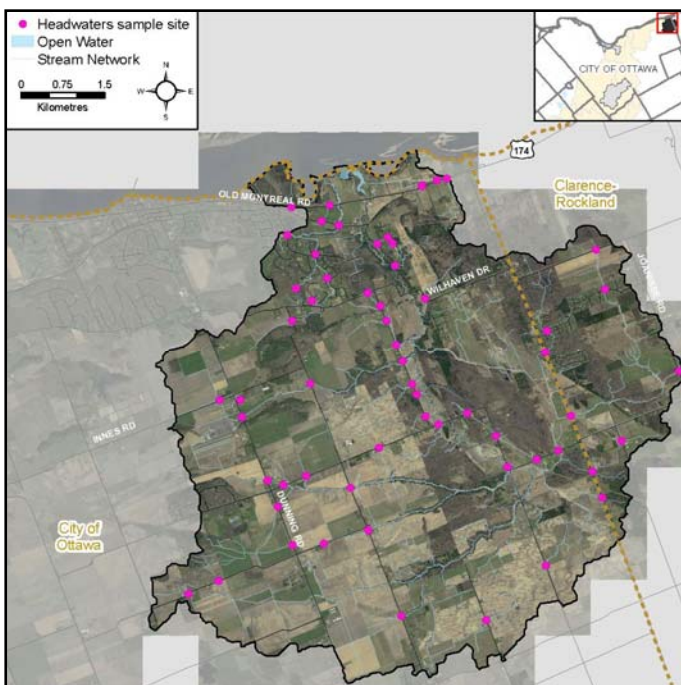 Headwaters sample site
Open Water
Stream Network
0 0.75 1.5
Kilometres
N
W E
S
CITY OF OTTAWA
174
OLD MONTREAL RD
Clarence-
Rockland
WILHAVEN DR
INNES RD
DUNNING RD
City of
Ottawa